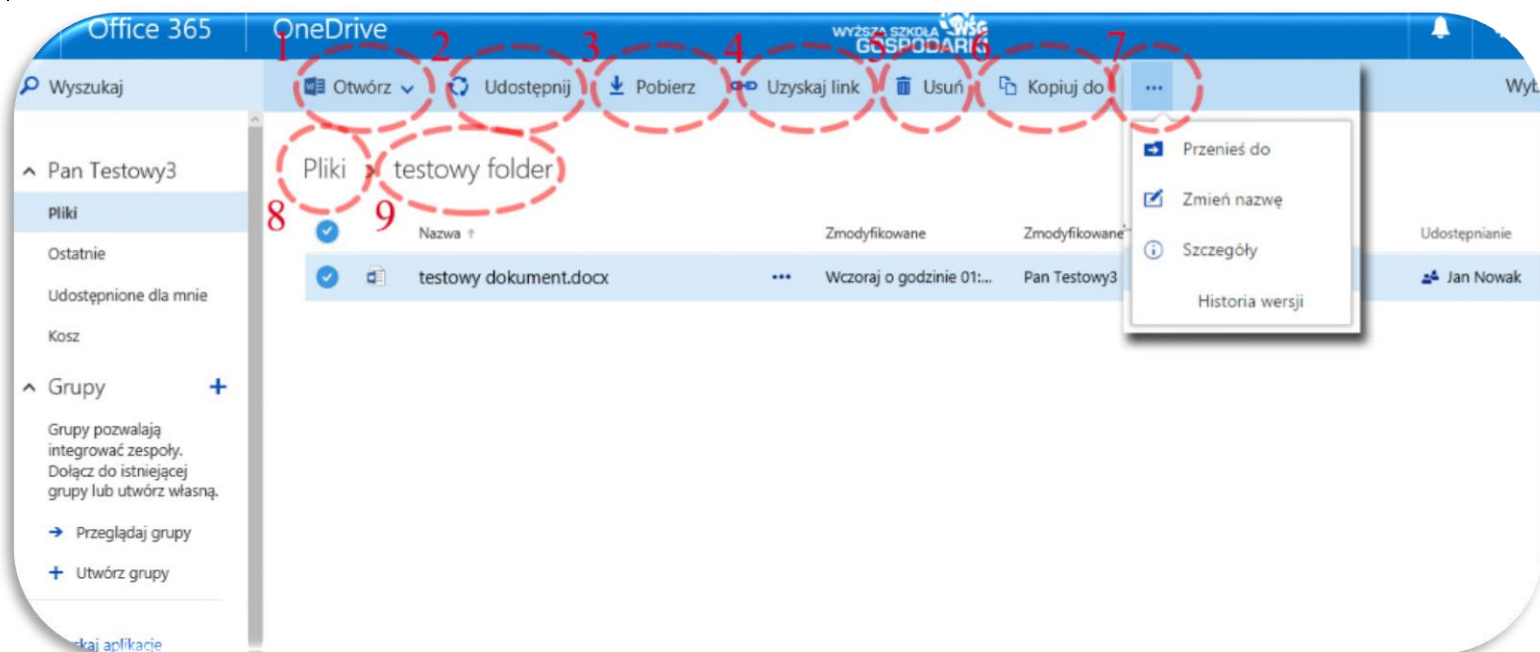 Office 365 OneDrive WYŻSZA SZKOŁA WSG
GOSPODARKI
1 2 3 4 5 6 7
Wyszukaj Otwórz Udostępnij Pobierz Uzyskaj link Usuń Kopiuj do ...
Pan Testowy3
Pliki
Ostatnie
Udostępnione dla mnie
Kosz
Grupy +
Grupy pozwalają
integrować zespoły.
Dołącz do istniejącej
grupy lub utwórz własną.
Przeglądaj grupy
+ Utwórz grupy
aplikacje
Pliki > testowy folder
8 9
Nazwa ↑ Zmodyfikowane Zmodyfikowane Udostępnianie
testowy dokument.docx ... Wczoraj o godzinie 01:... Pan Testowy3 Jan Nowak
Przenieś do
Zmień nazwę
Szczegóły
Historia wersji